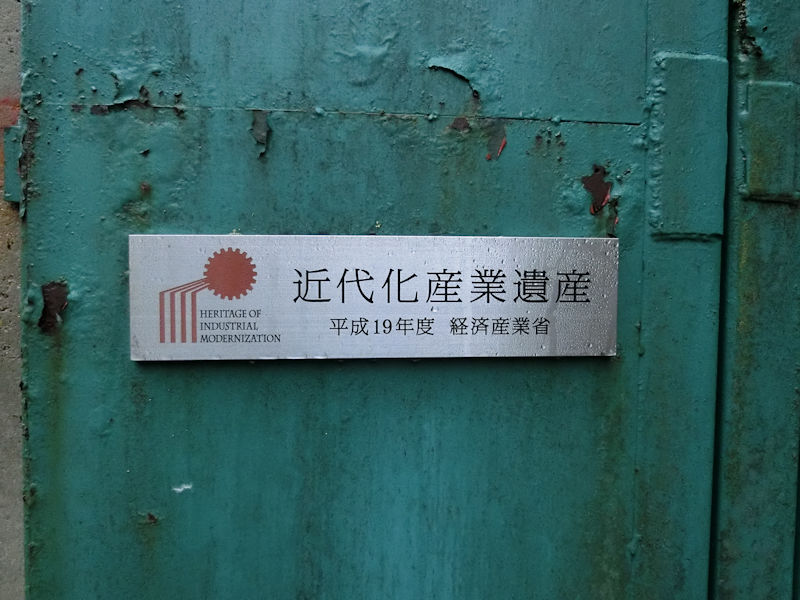 近代化産業遺産
平成19年度 経済産業省
HERITAGE OF
INDUSTRIAL
MODERNIZATION